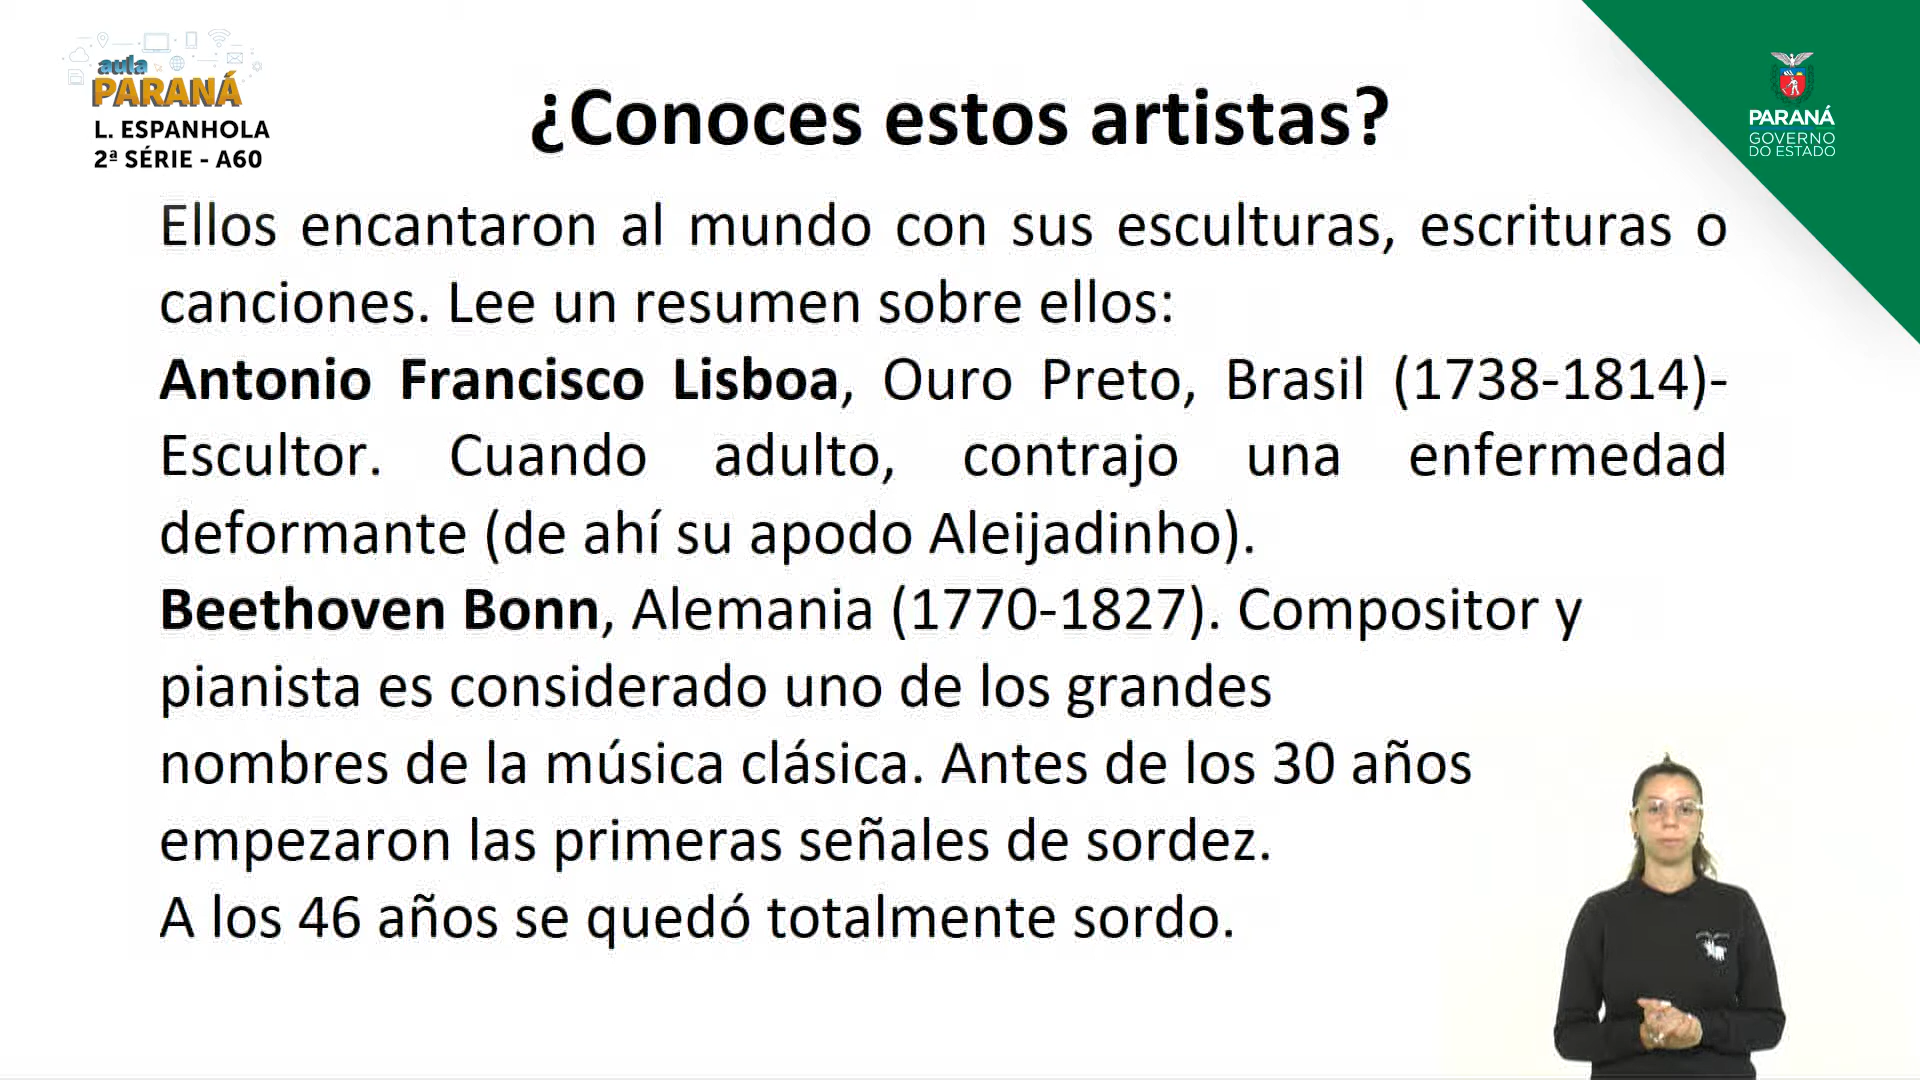 aula
PARANÁ
L. ESPANHOLA
2ª SÉRIE - A60
¿Conoces estos artistas?
PARANÁ
GOVERNO
DO ESTADO
Ellos encantaron al mundo con sus esculturas, escrituras o
canciones. Lee un resumen sobre ellos:
Antonio Francisco Lisboa, Ouro Preto, Brasil (1738-1814)-
Escultor. Cuando adulto, contrajo una enfermedad
deformante (de ahí su apodo Aleijadinho).
Beethoven Bonn, Alemania (1770-1827). Compositor y
pianista es considerado uno de los grandes
nombres de la música clásica. Antes de los 30 años
empezaron las primeras señales de sordez.
A los 46 años se quedó totalmente sordo.